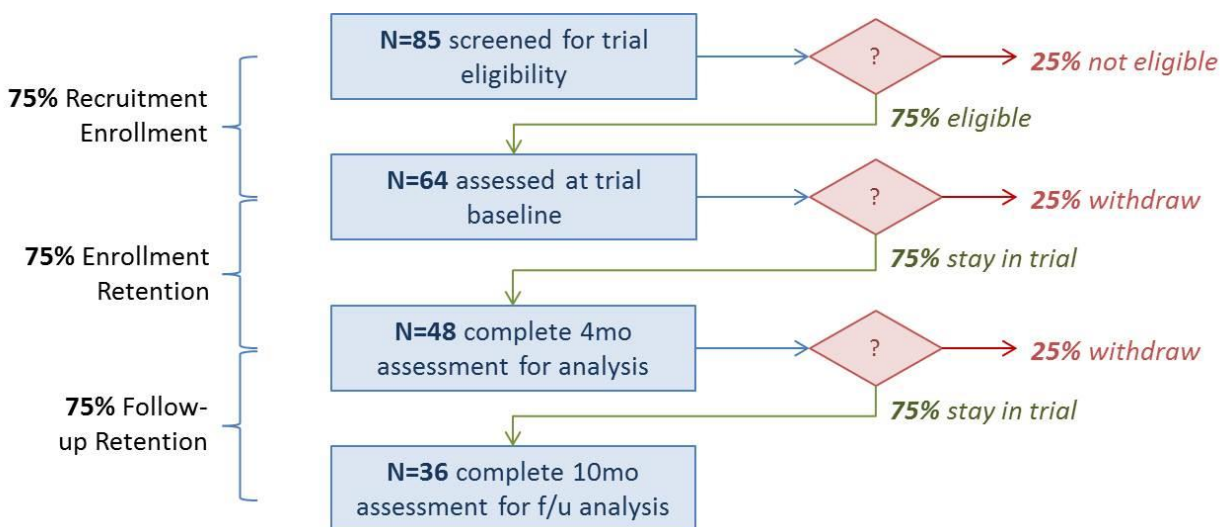 N=85 screened for trial
eligibility
?
25% not eligible
75% Recruitment
Enrollment
75% eligible
N=64 assessed at trial
baseline
?
25% withdraw
75% Enrollment
Retention
75% stay in trial
N=48 complete 4mo
assessment for analysis
?
25% withdraw
75% Follow-
up Retention
75% stay in trial
N=36 complete 10mo
assessment for f/u analysis